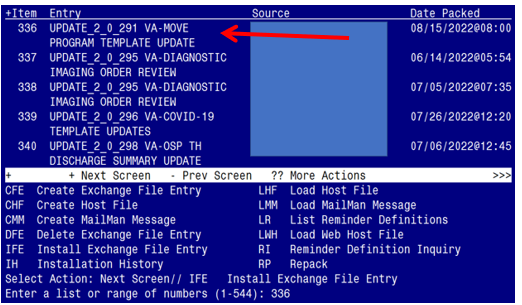 +Item  Entry                          Source                 Date Packed
336  UPDATE_2_0_291 VA-MOVE  08/15/2022@08:00
PROGRAM TEMPLATE UPDATE
337  UPDATE_2_0_295 VA-DIAGNOSTIC  06/14/2022@05:54
IMAGING ORDER REVIEW
338  UPDATE_2_0_295 VA-DIAGNOSTIC  07/05/2022@07:35
IMAGING ORDER REVIEW
339  UPDATE_2_0_296 VA-COVID-19  07/26/2022@12:20
TEMPLATE UPDATES
340  UPDATE_2_0_298 VA-OSP TH  07/06/2022@12:45
DISCHARGE SUMMARY UPDATE
+         + Next Screen   - Prev Screen   ?? More Actions                >>>
CFE  Create Exchange File Entry      LHF  Load Host File
CHF  Create Host File                LMM  Load MailMan Message
CMM  Create MailMan Message          LR   List Reminder Definitions
DFE  Delete Exchange File Entry      LWH  Load Web Host File
IFE  Install Exchange File Entry     RI   Reminder Definition Inquiry
IH   Installation History            RP   Repack
Select Action: Next Screen// IFE   Install Exchange File Entry
Enter a list or range of numbers (1-544): 336